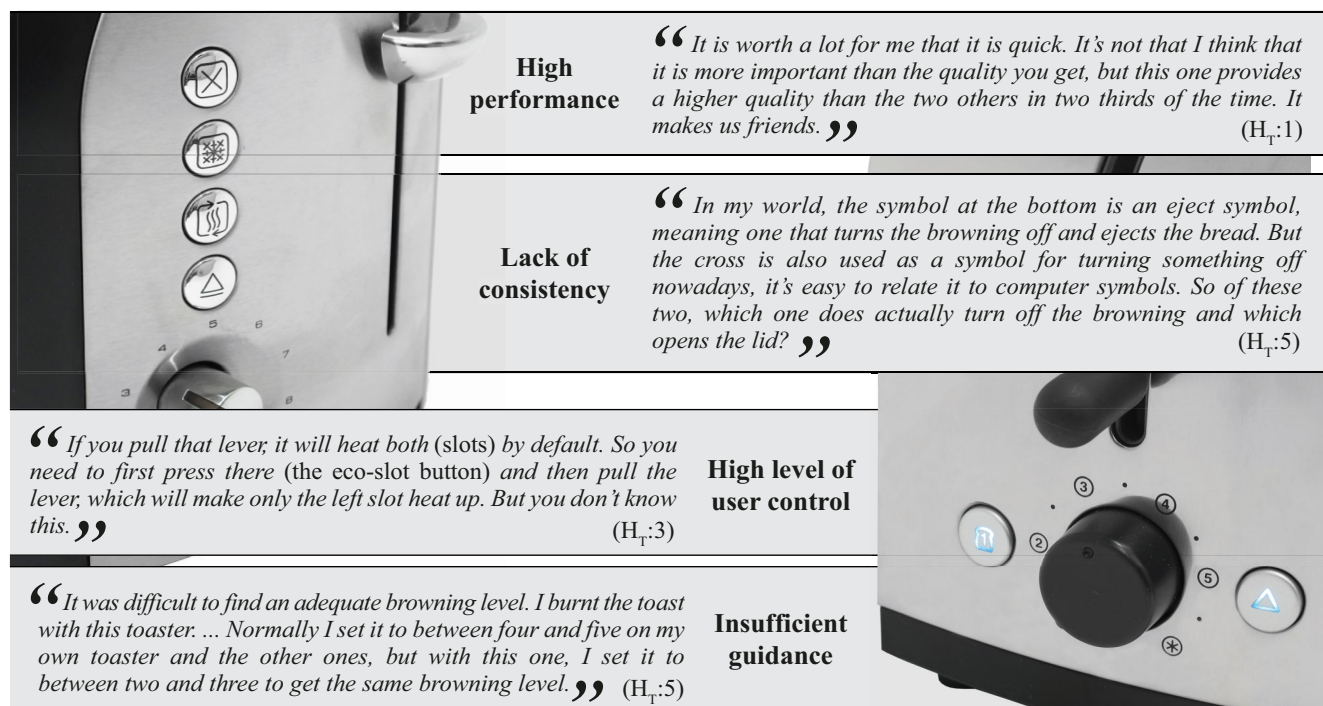 High
performance
“ It is worth a lot for me that it is quick. It’s not that I think that
it is more important than the quality you get, but this one provides
a higher quality than the two others in two thirds of the time. It
makes us friends. ” (H_T:1)
Lack of
consistency
“ In my world, the symbol at the bottom is an eject symbol,
meaning one that turns the browning off and ejects the bread. But
the cross is also used as a symbol for turning something off
nowadays, it’s easy to relate it to computer symbols. So of these
two, which one does actually turn off the browning and which
opens the lid? ” (H_T:5)
3 4 5 6 7 8
“ If you pull that lever, it will heat both (slots) by default. So you
need to first press there (the eco-slot button) and then pull the
lever, which will make only the left slot heat up. But you don’t know
this. ” (H_T:3)
High level of
user control
“ It was difficult to find an adequate browning level. I burnt the toast
with this toaster. ... Normally I set it to between four and five on my
own toaster and the other ones, but with this one, I set it to
between two and three to get the same browning level. ” (H_T:5)
Insufficient
guidance
1
2 3 4 5